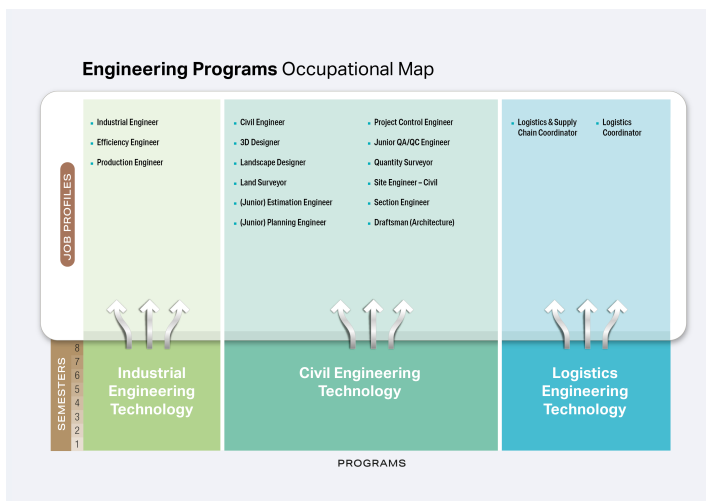 Engineering Programs Occupational Map
JOB PROFILES
Industrial Engineer
Efficiency Engineer
Production Engineer
Civil Engineer
3D Designer
Landscape Designer
Land Surveyor
(Junior) Estimation Engineer
(Junior) Planning Engineer
Project Control Engineer
Junior QA/QC Engineer
Quantity Surveyor
Site Engineer – Civil
Section Engineer
Draftsman (Architecture)
Logistics & Supply
Chain Coordinator
Logistics
Coordinator
SEMESTERS
8
7
6
5
4
3
2
1
Industrial
Engineering
Technology
Civil Engineering
Technology
Logistics
Engineering
Technology
PROGRAMS